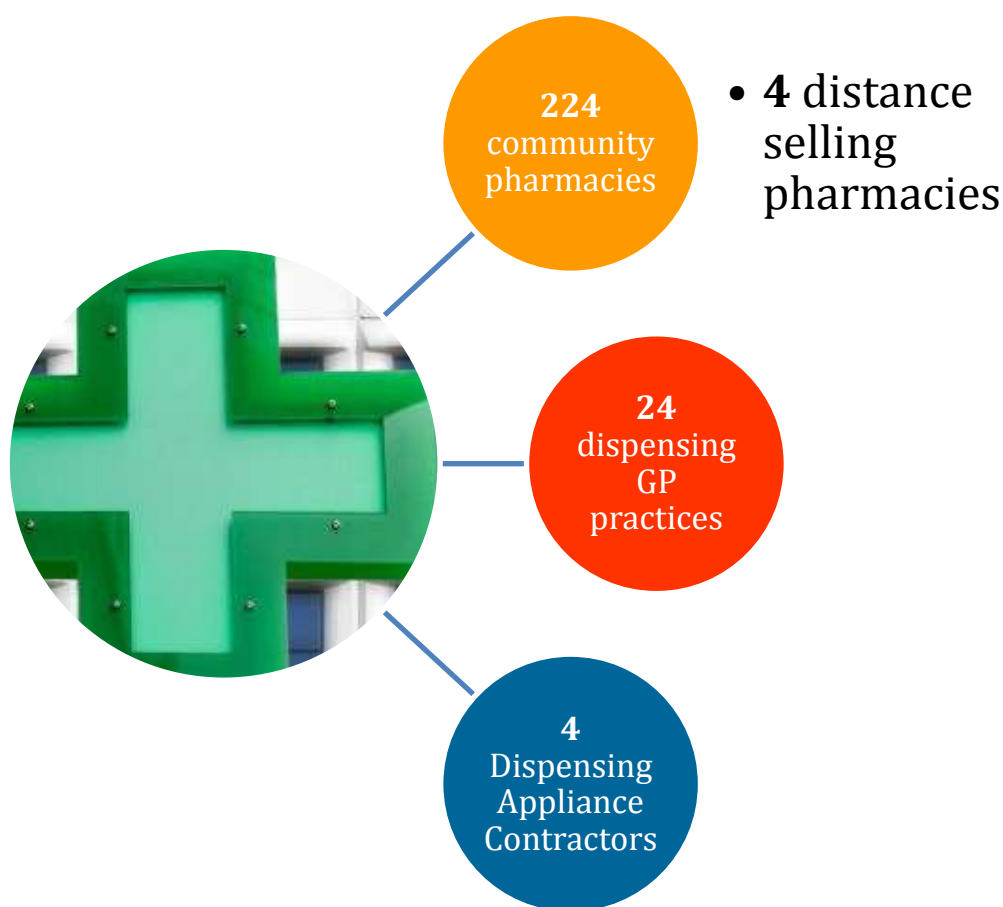 224
community
pharmacies
• 4 distance
selling
pharmacies
24
dispensing
GP
practices
4
Dispensing
Appliance
Contractors